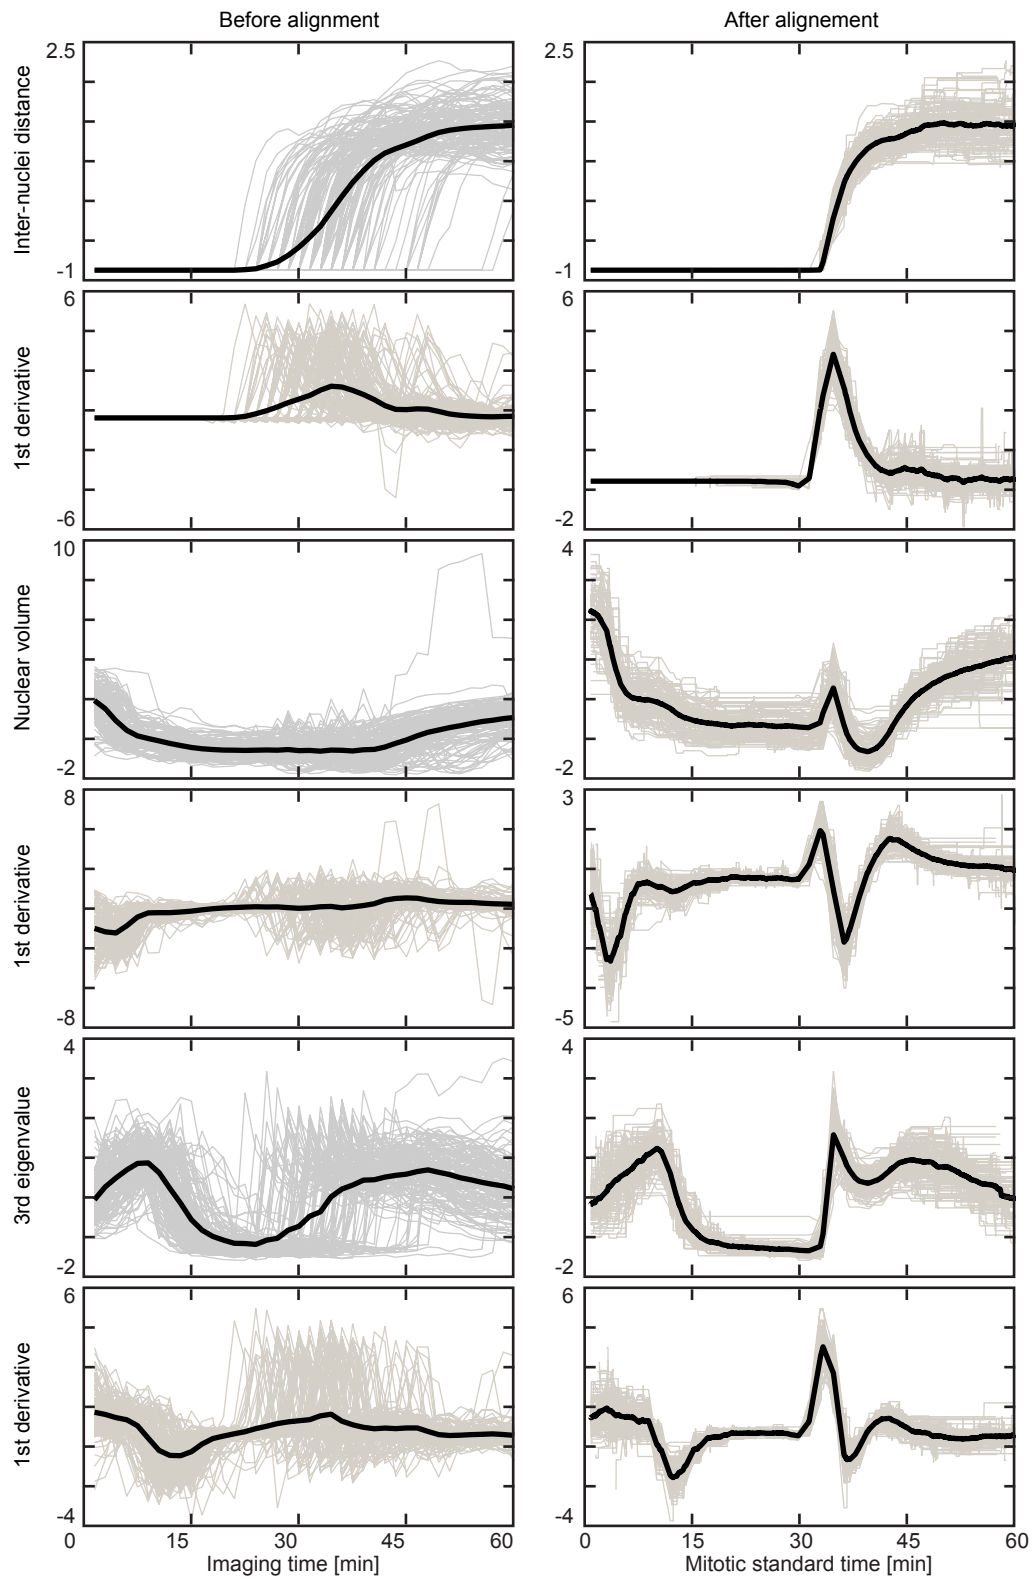 Before alignment
After alignement
2.5
2.5
Inter-nuclei distance
-1
-1
6
6
1st derivative
-6
-2
10
4
Nuclear volume
-2
-2
8
3
1st derivative
-8
-5
4
4
3rd eigenvalue
-2
-2
6
6
1st derivative
-4
-4
0 15 30 45 60
0 15 30 45 60
Imaging time [min]
Mitotic standard time [min]